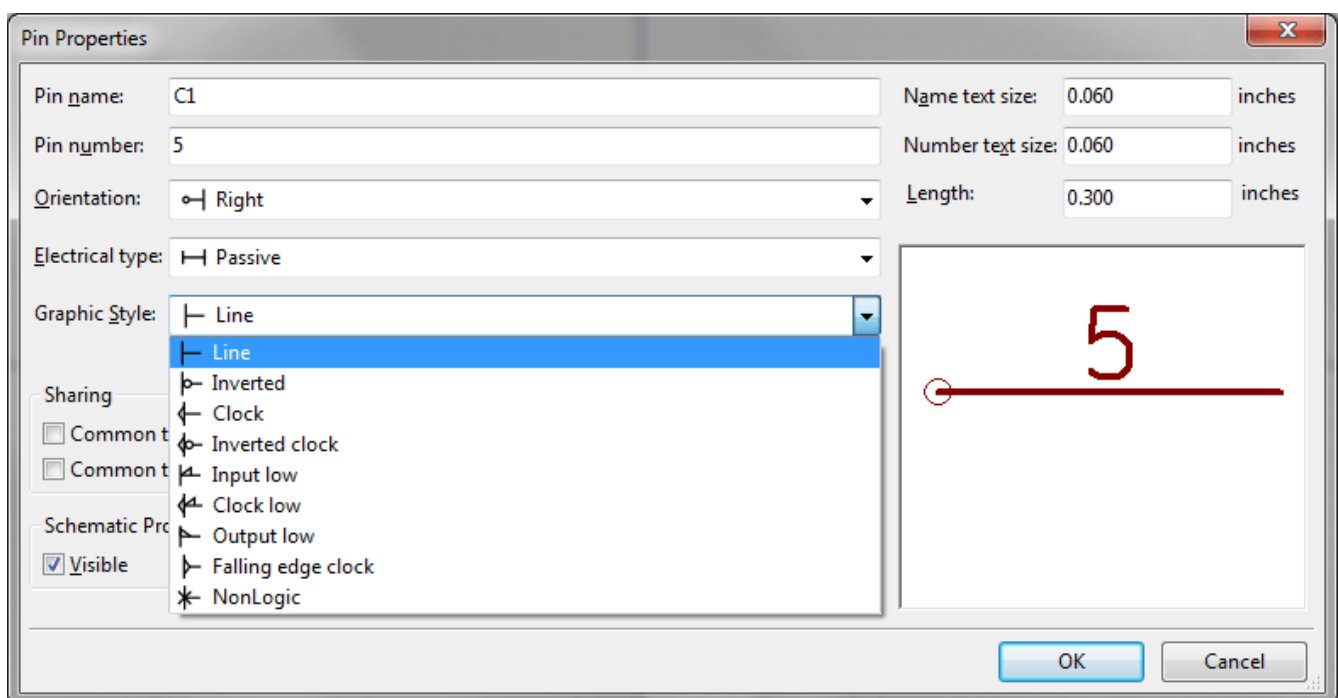 Pin Properties
Pin name: C1
Name text size: 0.060 inches
Pin number: 5
Number text size: 0.060 inches
Orientation: Right
Length: 0.300 inches
Electrical type: Passive
Graphic Style: Line
Line
Inverted
Clock
Inverted clock
Input low
Clock low
Output low
Falling edge clock
NonLogic
Sharing
Common t
Common t
Schematic Pro
Visible
5
OK
Cancel